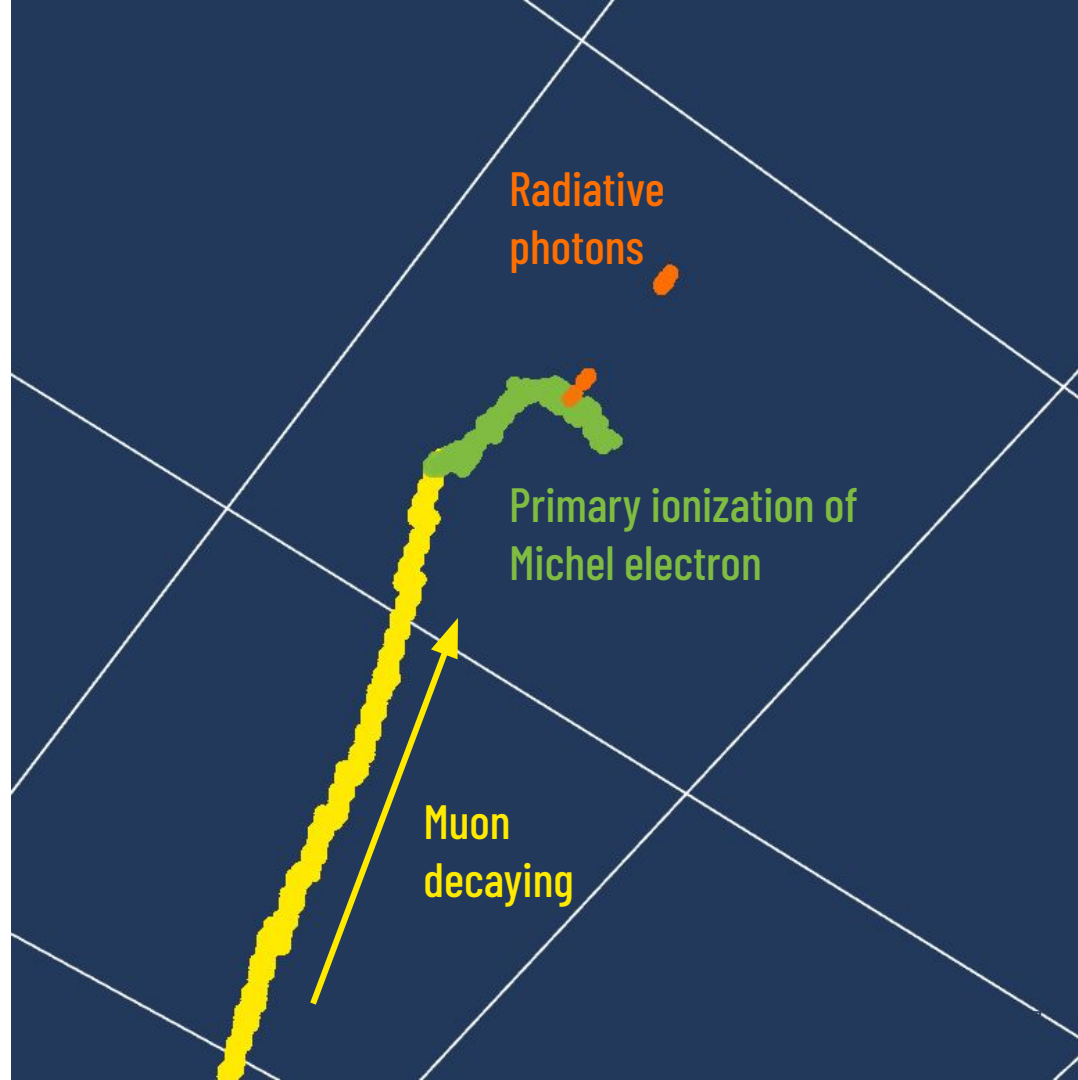 Radiative
photons
Primary ionization of
Michel electron
Muon
decaying